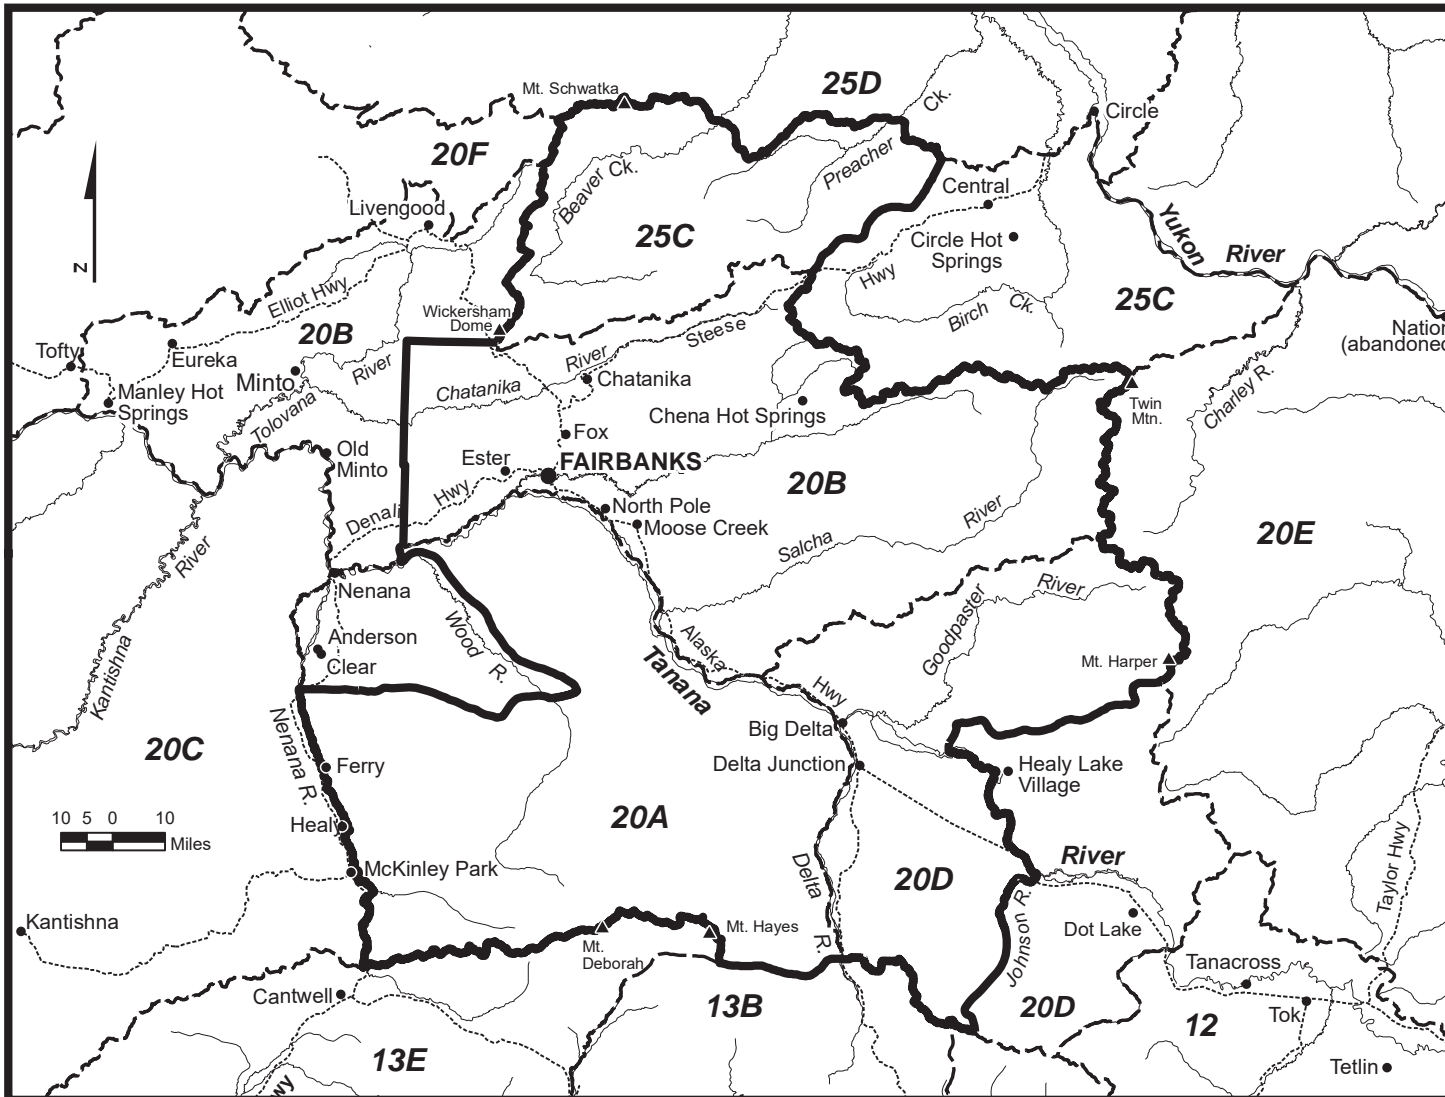 Mt. Schwatka
25D
Ck.
Circle
20F
Beaver Ck.
Preacher
Central
Livengood
25C
Yukon
River
Circle Hot
Springs
N
Elliot Hwy
Wickersham
Dome
Hwy
25C
20B
Birch Ck.
Steese
Nation
(abandoned
Tofty
Eureka
River
River
Minto
Chatanika
Chatanika
Manley Hot
Springs
Tolovana
Chena Hot Springs
Twin
Mtn.
Charley R.
Fox
Old
Minto
Ester
FAIRBANKS
20B
Hwy
Denali
North Pole
Moose Creek
River
Salcha
20E
River
Nenana
Goodpaster
River
Wood R.
Anderson
Clear
Alaska
Hwy
Tanana
Mt. Harper
Kantishna
Nenana R.
20C
Big Delta
Delta Junction
Healy Lake
Village
Ferry
10 5 0 10
Miles
Healy
20A
McKinley Park
Delta R.
20D
River
Taylor Hwy
Kantishna
Johnson R.
Dot Lake
Mt.
Deborah
Mt. Hayes
Tanacross
Cantwell
13B
20D
12
Tok
13E
Tetlin
wy